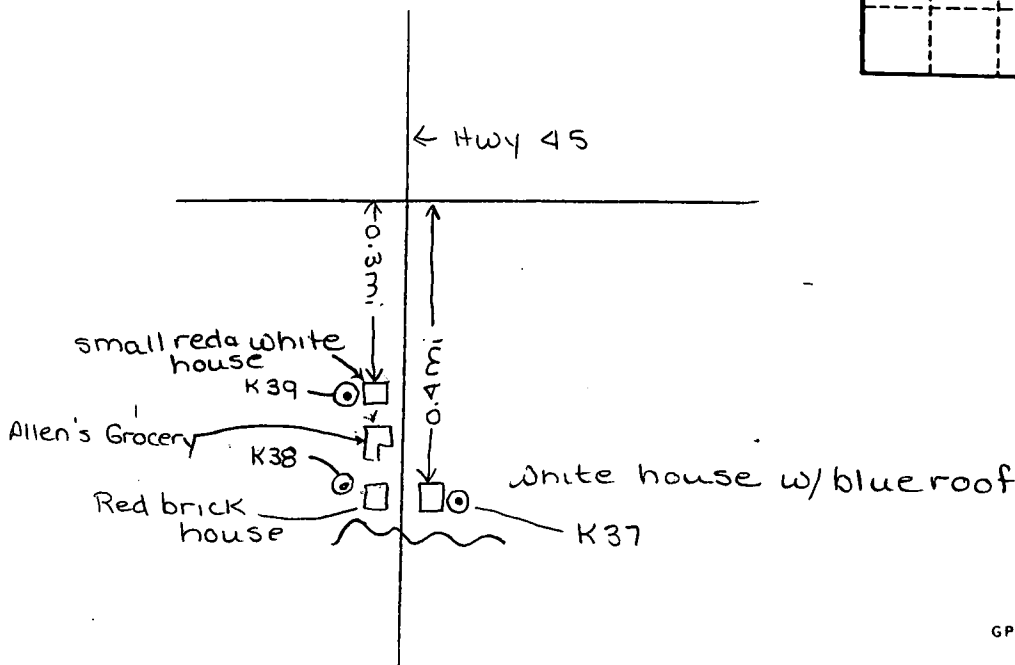 ← Hwy 45
0.3mi
0.4mi
small red & white
house
K39
Allen's Grocery
K38
White house w/ blue roof
Red brick
house
K37
GP